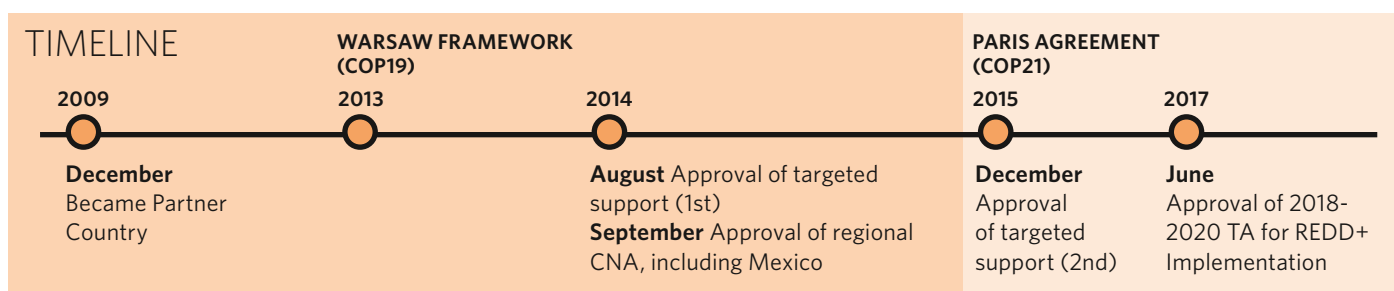 TIMELINE
WARSAW FRAMEWORK
(COP19)
PARIS AGREEMENT
(COP21)
2009
2013
2014
2015
2017
December
Became Partner
Country
August Approval of targeted
support (1st)
September Approval of regional
CNA, including Mexico
December
Approval
of targeted
support (2nd)
June
Approval of 2018-
2020 TA for REDD+
Implementation